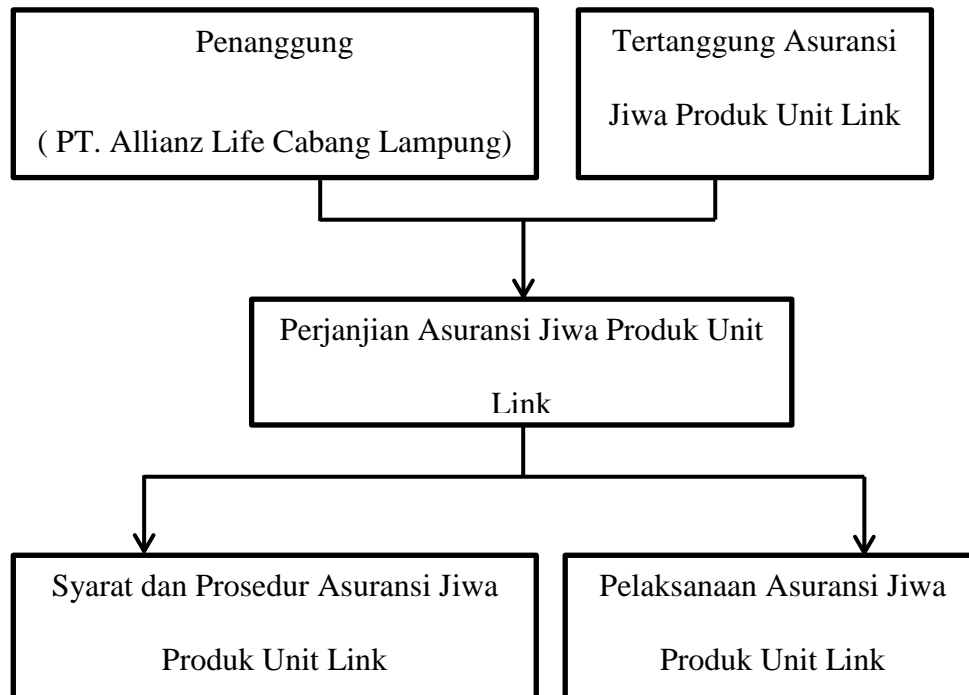 Penanggung
( PT. Allianz Life Cabang Lampung)
Tertanggung Asuransi
Jiwa Produk Unit Link
Perjanjian Asuransi Jiwa Produk Unit
Link
Syarat dan Prosedur Asuransi Jiwa
Produk Unit Link
Pelaksanaan Asuransi Jiwa
Produk Unit Link